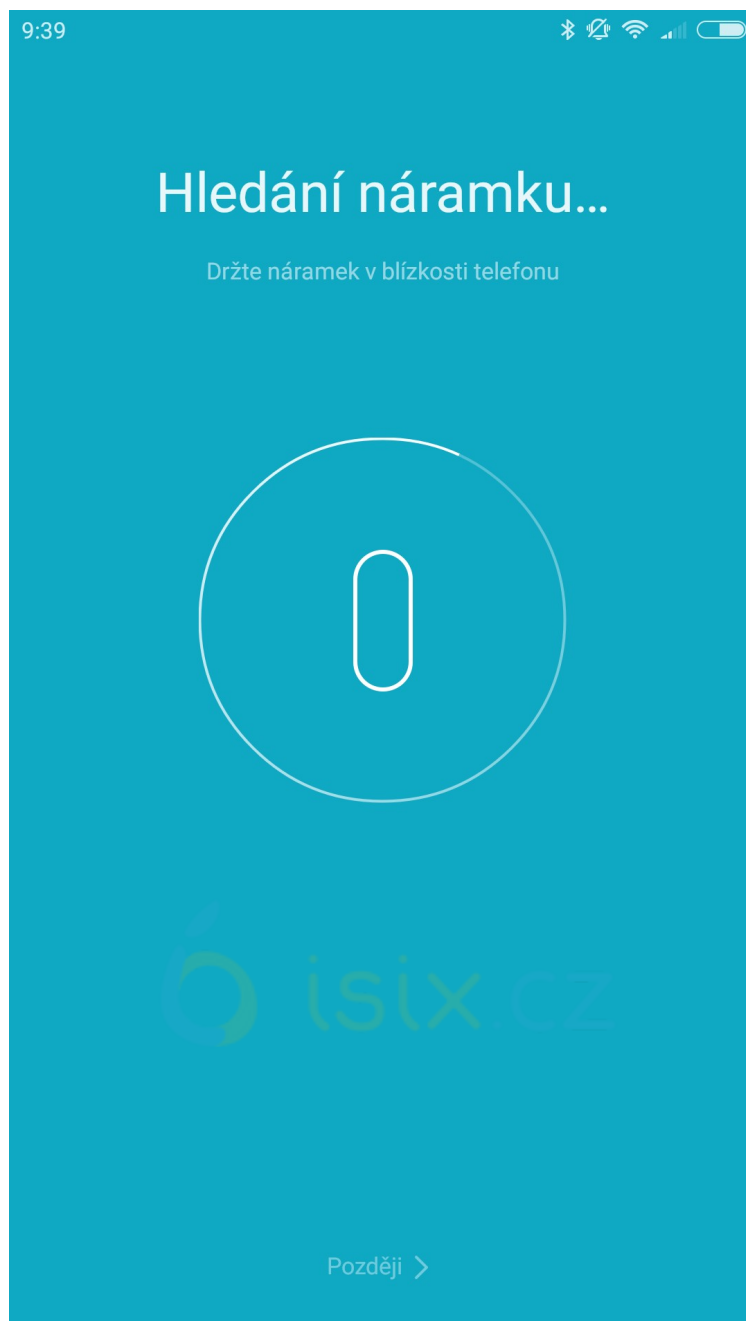 9:39
Hledání náramku…
Držte náramek v blízkosti telefonu
isix.cz
Později